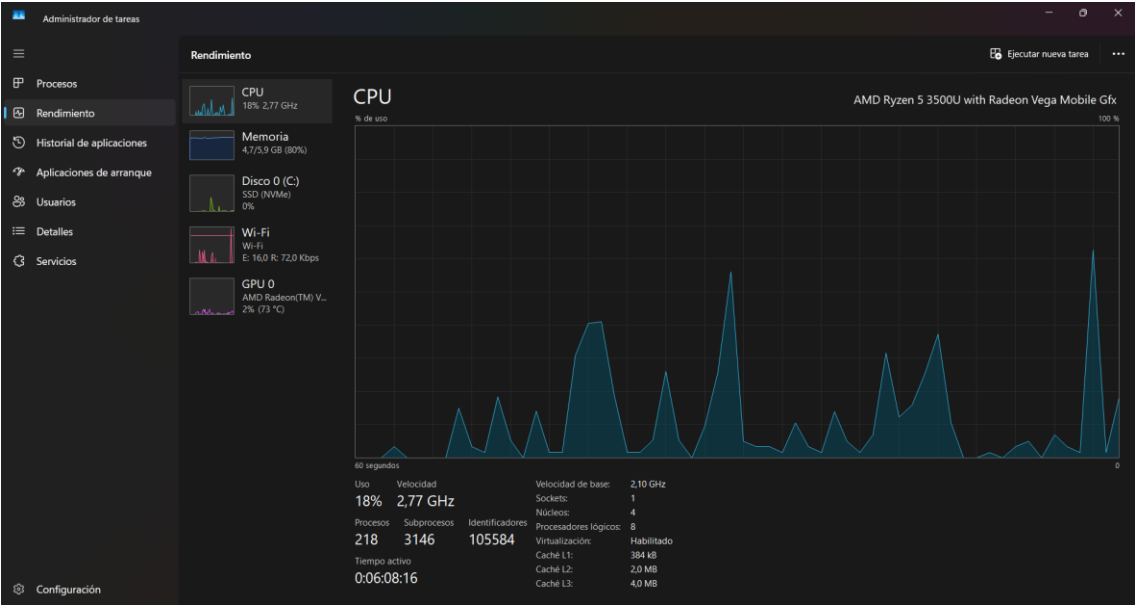 Administrador de tareas
Rendimiento
Ejecutar nueva tarea
Procesos
Rendimiento
Historial de aplicaciones
Aplicaciones de arranque
Usuarios
Detalles
Servicios
Configuración
CPU
18% 2,77 GHz
Memoria
4,7/5,9 GB (80%)
Disco 0 (C:)
SSD (NVMe)
0%
Wi-Fi
Wi-Fi
E: 16,0 R: 72,0 Kbps
GPU 0
AMD Radeon(TM) V...
2% (73 °C)
CPU
AMD Ryzen 5 3500U with Radeon Vega Mobile Gfx
% de uso
100 %
60 segundos
0
Uso
18%
Velocidad
2,77 GHz
Procesos
218
Subprocesos
3146
Identificadores
105584
Tiempo activo
0:06:08:16
Velocidad de base: 2,10 GHz
Sockets: 1
Núcleos: 4
Procesadores lógicos: 8
Virtualización: Habilitado
Caché L1: 384 kB
Caché L2: 2,0 MB
Caché L3: 4,0 MB